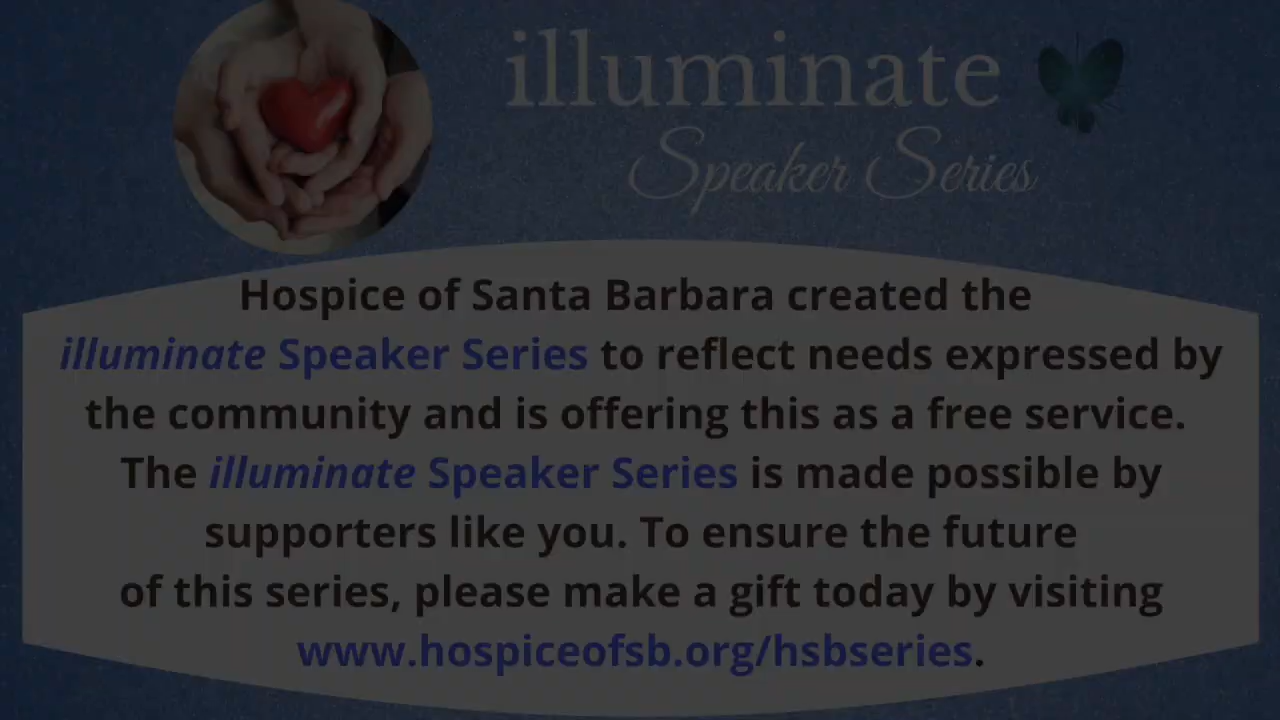 illuminate
Speaker Series
Hospice of Santa Barbara created the
illuminate Speaker Series to reflect needs expressed by
the community and is offering this as a free service.
The illuminate Speaker Series is made possible by
supporters like you. To ensure the future
of this series, please make a gift today by visiting
www.hospiceofsb.org/hsbseries.